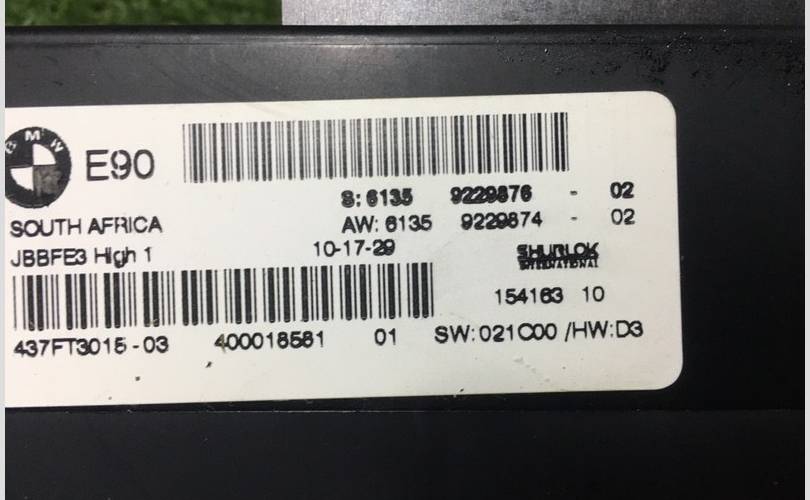 BMW
E90
S: 6135 9229876 - 02
SOUTH AFRICA
AW: 6135 9229874 - 02
JBBFE3 High 1
10-17-29
SHURLOK
INTERNATIONAL
154163 10
437FT3015-03 400018581 01 SW:021C00 /HW:D3